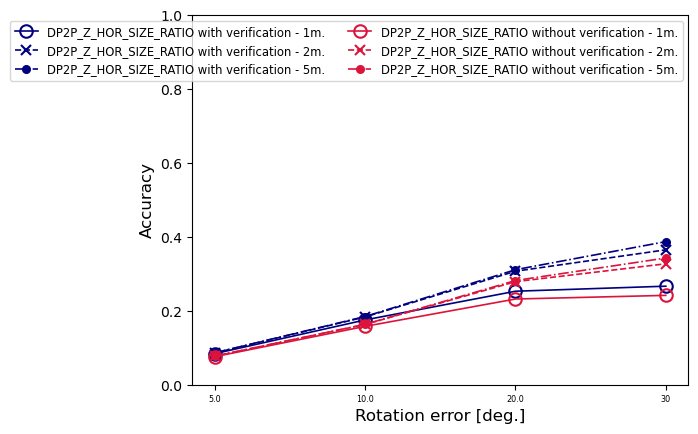 1.0
DP2P_Z_HOR_SIZE_RATIO with verification - 1m.
DP2P_Z_HOR_SIZE_RATIO with verification - 2m.
DP2P_Z_HOR_SIZE_RATIO with verification - 5m.
DP2P_Z_HOR_SIZE_RATIO without verification - 1m.
DP2P_Z_HOR_SIZE_RATIO without verification - 2m.
DP2P_Z_HOR_SIZE_RATIO without verification - 5m.
0.8
0.6
0.4
0.2
0.0
Accuracy
5.0 10.0 20.0 30
Rotation error [deg.]